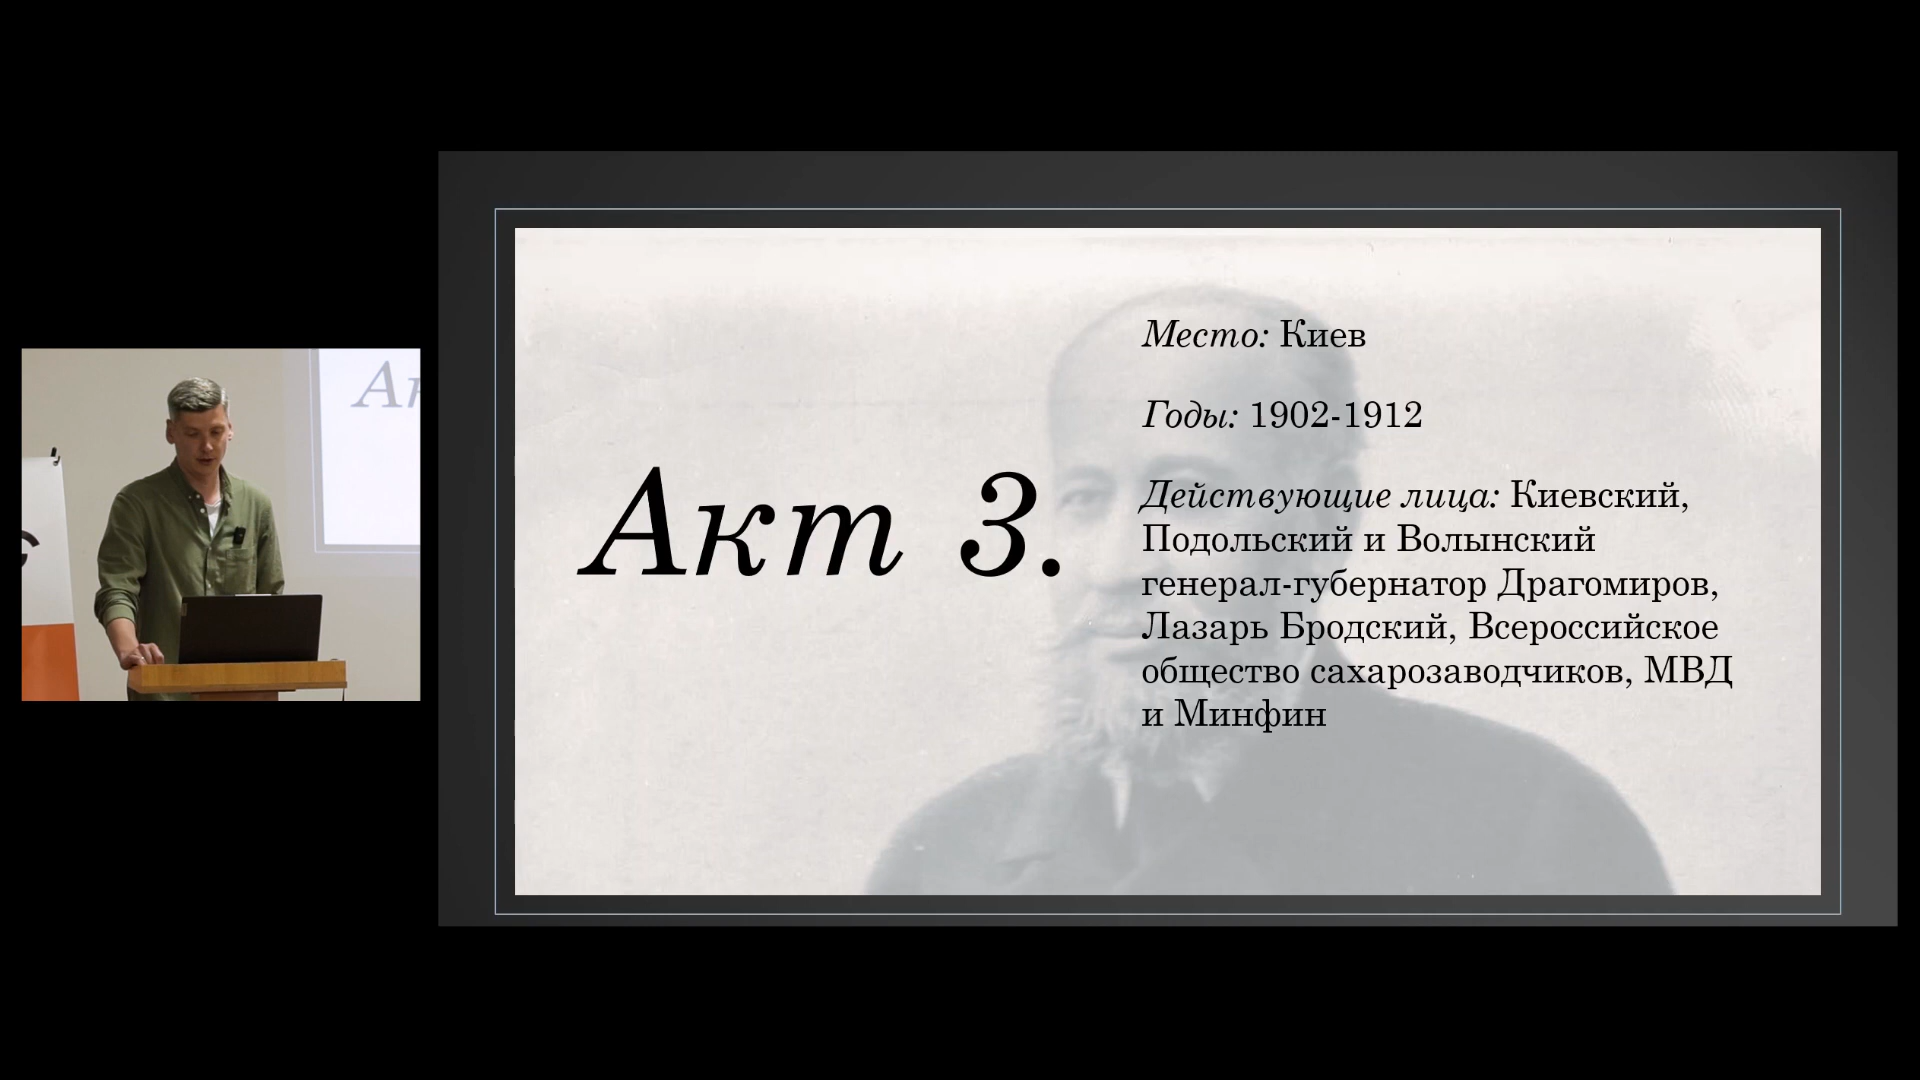 Акт 3.
Место: Киев
Годы: 1902-1912
Действующие лица: Киевский,
Подольский и Волынский
генерал-губернатор Драгомиров,
Лазарь Бродский, Всероссийское
общество сахарозаводчиков, МВД
и Минфин